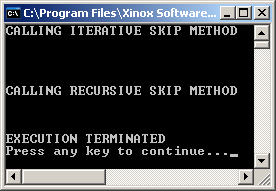 C:\Program Files\Xinox Software...
CALLING ITERATIVE SKIP METHOD
CALLING RECURSIVE SKIP METHOD
EXECUTION TERMINATED
Press any key to continue..._